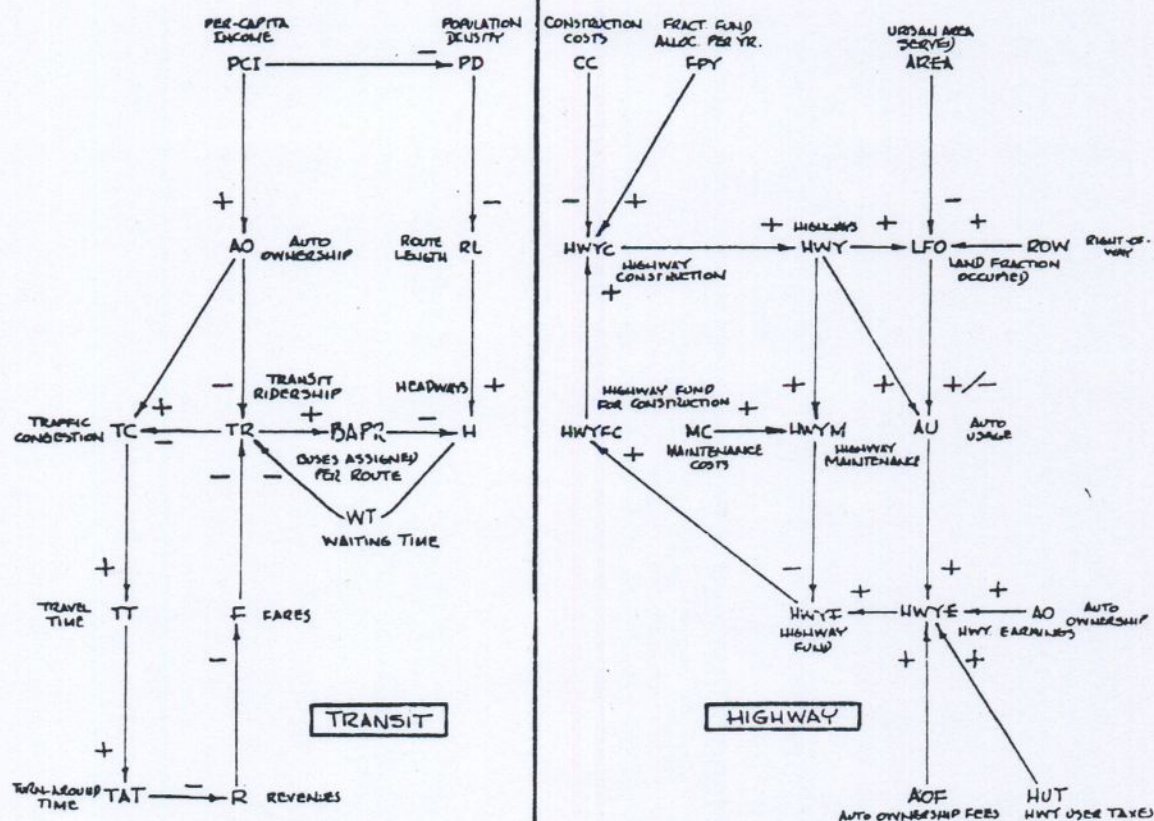 PER-CAPITA
INCOME
PCI
—
POPULATION
DENSITY
PD
+
—
AO
AUTO
OWNERSHIP
ROUTE
LENGTH
RL
—
TRANSIT
RIDERSHIP
HEADWAYS
+
TRAFFIC
CONGESTION
TC
+
—
TR
+
BAPR
—
H
BUSES ASSIGNED
PER ROUTE
—
—
WT
WAITING TIME
+
TRAVEL
TIME
TT
F
FARES
—
TRANSIT
+
TURN-AROUND
TIME
TAT
—
R
REVENUES
CONSTRUCTION
COSTS
CC
FRACT. FUND
ALLOC. PER YR.
FPY
URBAN AREA
SERVED
AREA
—
+
+
HIGHWAYS
+
—
+
HWYC
HWY
LFO
ROW
RIGHT-OF-
WAY
HIGHWAY
CONSTRUCTION
LAND FRACTION
OCCUPIED
+
HIGHWAY FUND
FOR CONSTRUCTION
+
+
+
+/—
HWYFC
MC
HWYM
AU
AUTO
USAGE
+
MAINTENANCE
COSTS
HIGHWAY
MAINTENANCE
—
+
+
+
HWYF
HWY-E
AO
AUTO
OWNERSHIP
HIGHWAY
FUND
HWY. EARNINGS
+
+
HIGHWAY
AOF
AUTO OWNERSHIP FEES
HUT
HWY USER TAXES